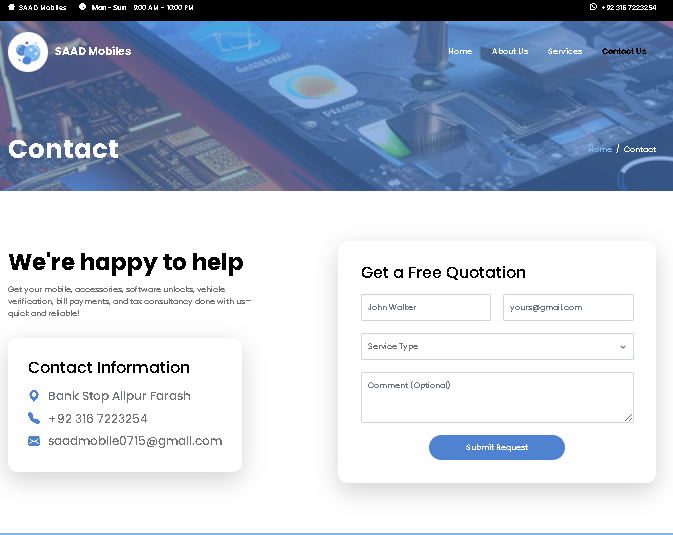 SAAD Mobiles
Mon - Sun 9:00 AM - 10:00 PM
+92 316 7223254
SAAD Mobiles
Home
About Us
Services
Contact Us
Contact
Home / Contact
We're happy to help
Get your mobile, accessories, software unlocks, vehicle
verification, bill payments, and tax consultancy done with us—
quick and reliable!
Contact Information
Bank Stop Alipur Farash
+92 316 7223254
saadmobile0715@gmail.com
Get a Free Quotation
John Walker
yours@gmail.com
Service Type
Comment (Optional)
Submit Request